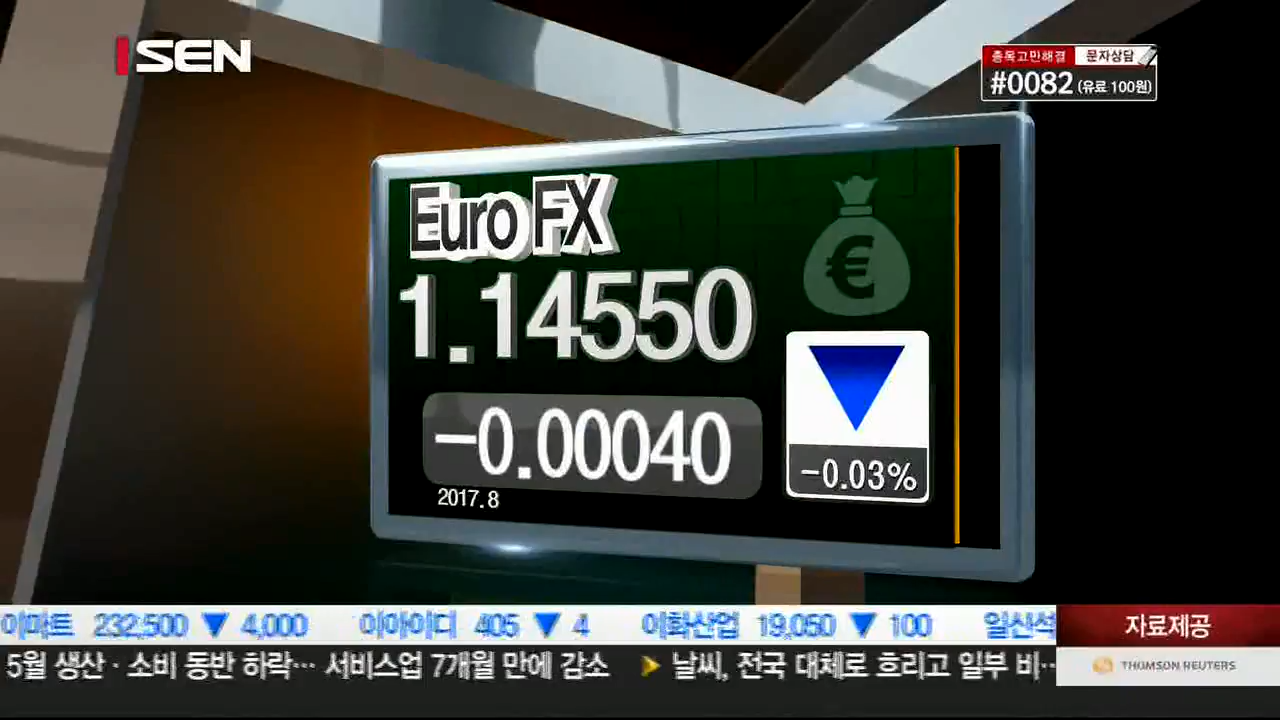 SEN
종목고민해결 문자상담
#0082 (유료 100원)
Euro FX
1.14550
-0.00040
-0.03%
2017.8
이마트 232,500 ▼ 4,000 이아이디 405 ▼ 4 이화산업 19,050 ▼ 100 일신석
자료제공
5월 생산·소비 동반 하락… 서비스업 7개월 만에 감소 ▶ 날씨, 전국 대체로 흐리고 일부 비…
THOMSON REUTERS